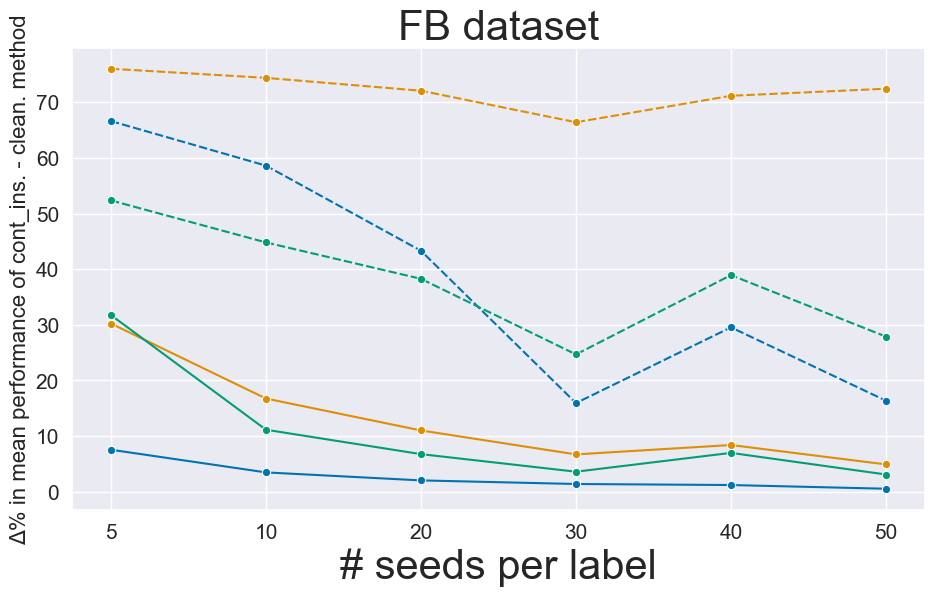 FB dataset
Δ% in mean performance of cont_ins. - clean. method
70
60
50
40
30
20
10
0
5 10 20 30 40 50
# seeds per label